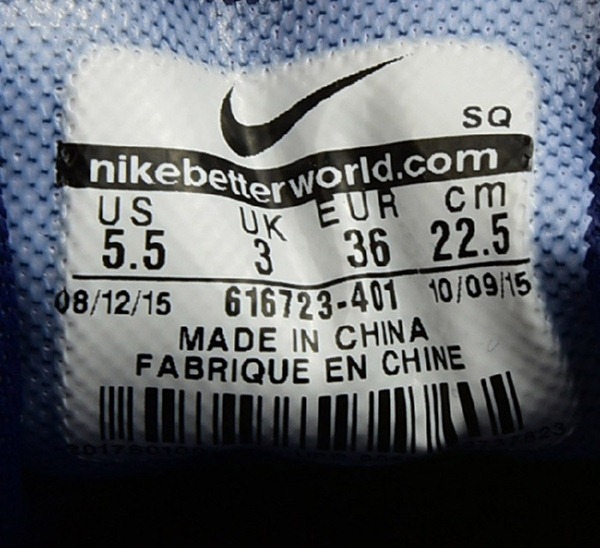 SQ
nikebetterworld.com
US UK EUR cm
5.5 3 36 22.5
08/12/15 616723-401 10/09/15
MADE IN CHINA
FABRIQUE EN CHINE